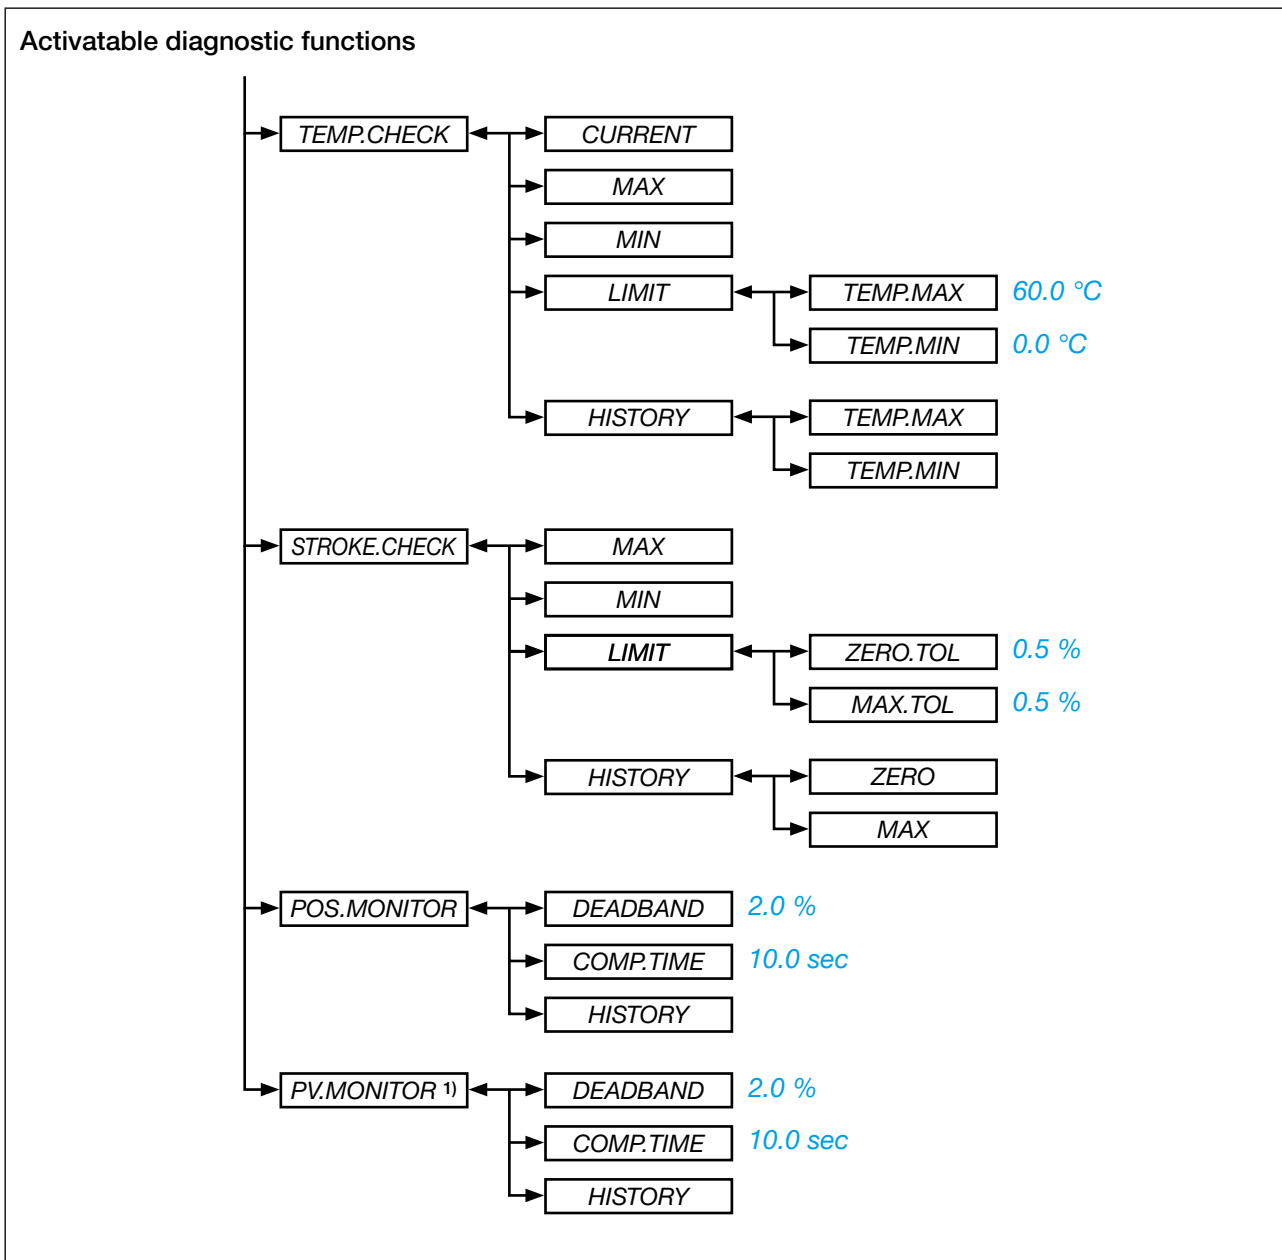 Activatable diagnostic functions
TEMP.CHECK
CURRENT
MAX
MIN
LIMIT
TEMP.MAX
60.0 °C
TEMP.MIN
0.0 °C
HISTORY
TEMP.MAX
TEMP.MIN
STROKE.CHECK
MAX
MIN
LIMIT
ZERO.TOL
0.5 %
MAX.TOL
0.5 %
HISTORY
ZERO
MAX
POS.MONITOR
DEADBAND
2.0 %
COMP.TIME
10.0 sec
HISTORY
PV.MONITOR 1)
DEADBAND
2.0 %
COMP.TIME
10.0 sec
HISTORY